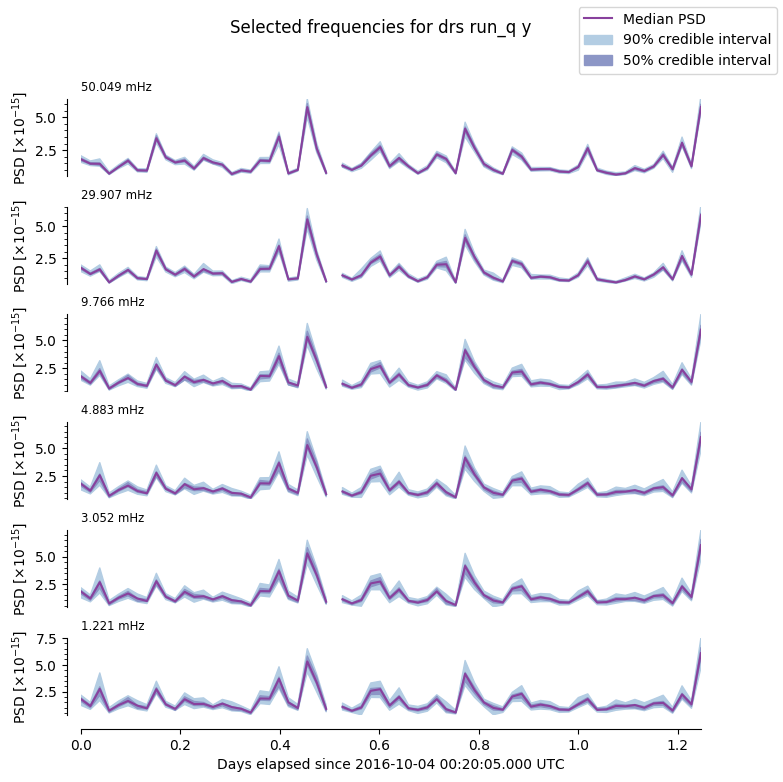 Selected frequencies for drs run_q y
Median PSD
90% credible interval
50% credible interval
50.049 mHz
PSD [×10⁻¹⁵]
5.0
2.5
29.907 mHz
PSD [×10⁻¹⁵]
5.0
2.5
9.766 mHz
PSD [×10⁻¹⁵]
5.0
2.5
4.883 mHz
PSD [×10⁻¹⁵]
5.0
2.5
3.052 mHz
PSD [×10⁻¹⁵]
5.0
2.5
1.221 mHz
PSD [×10⁻¹⁵]
7.5
5.0
2.5
0.0 0.2 0.4 0.6 0.8 1.0 1.2
Days elapsed since 2016-10-04 00:20:05.000 UTC